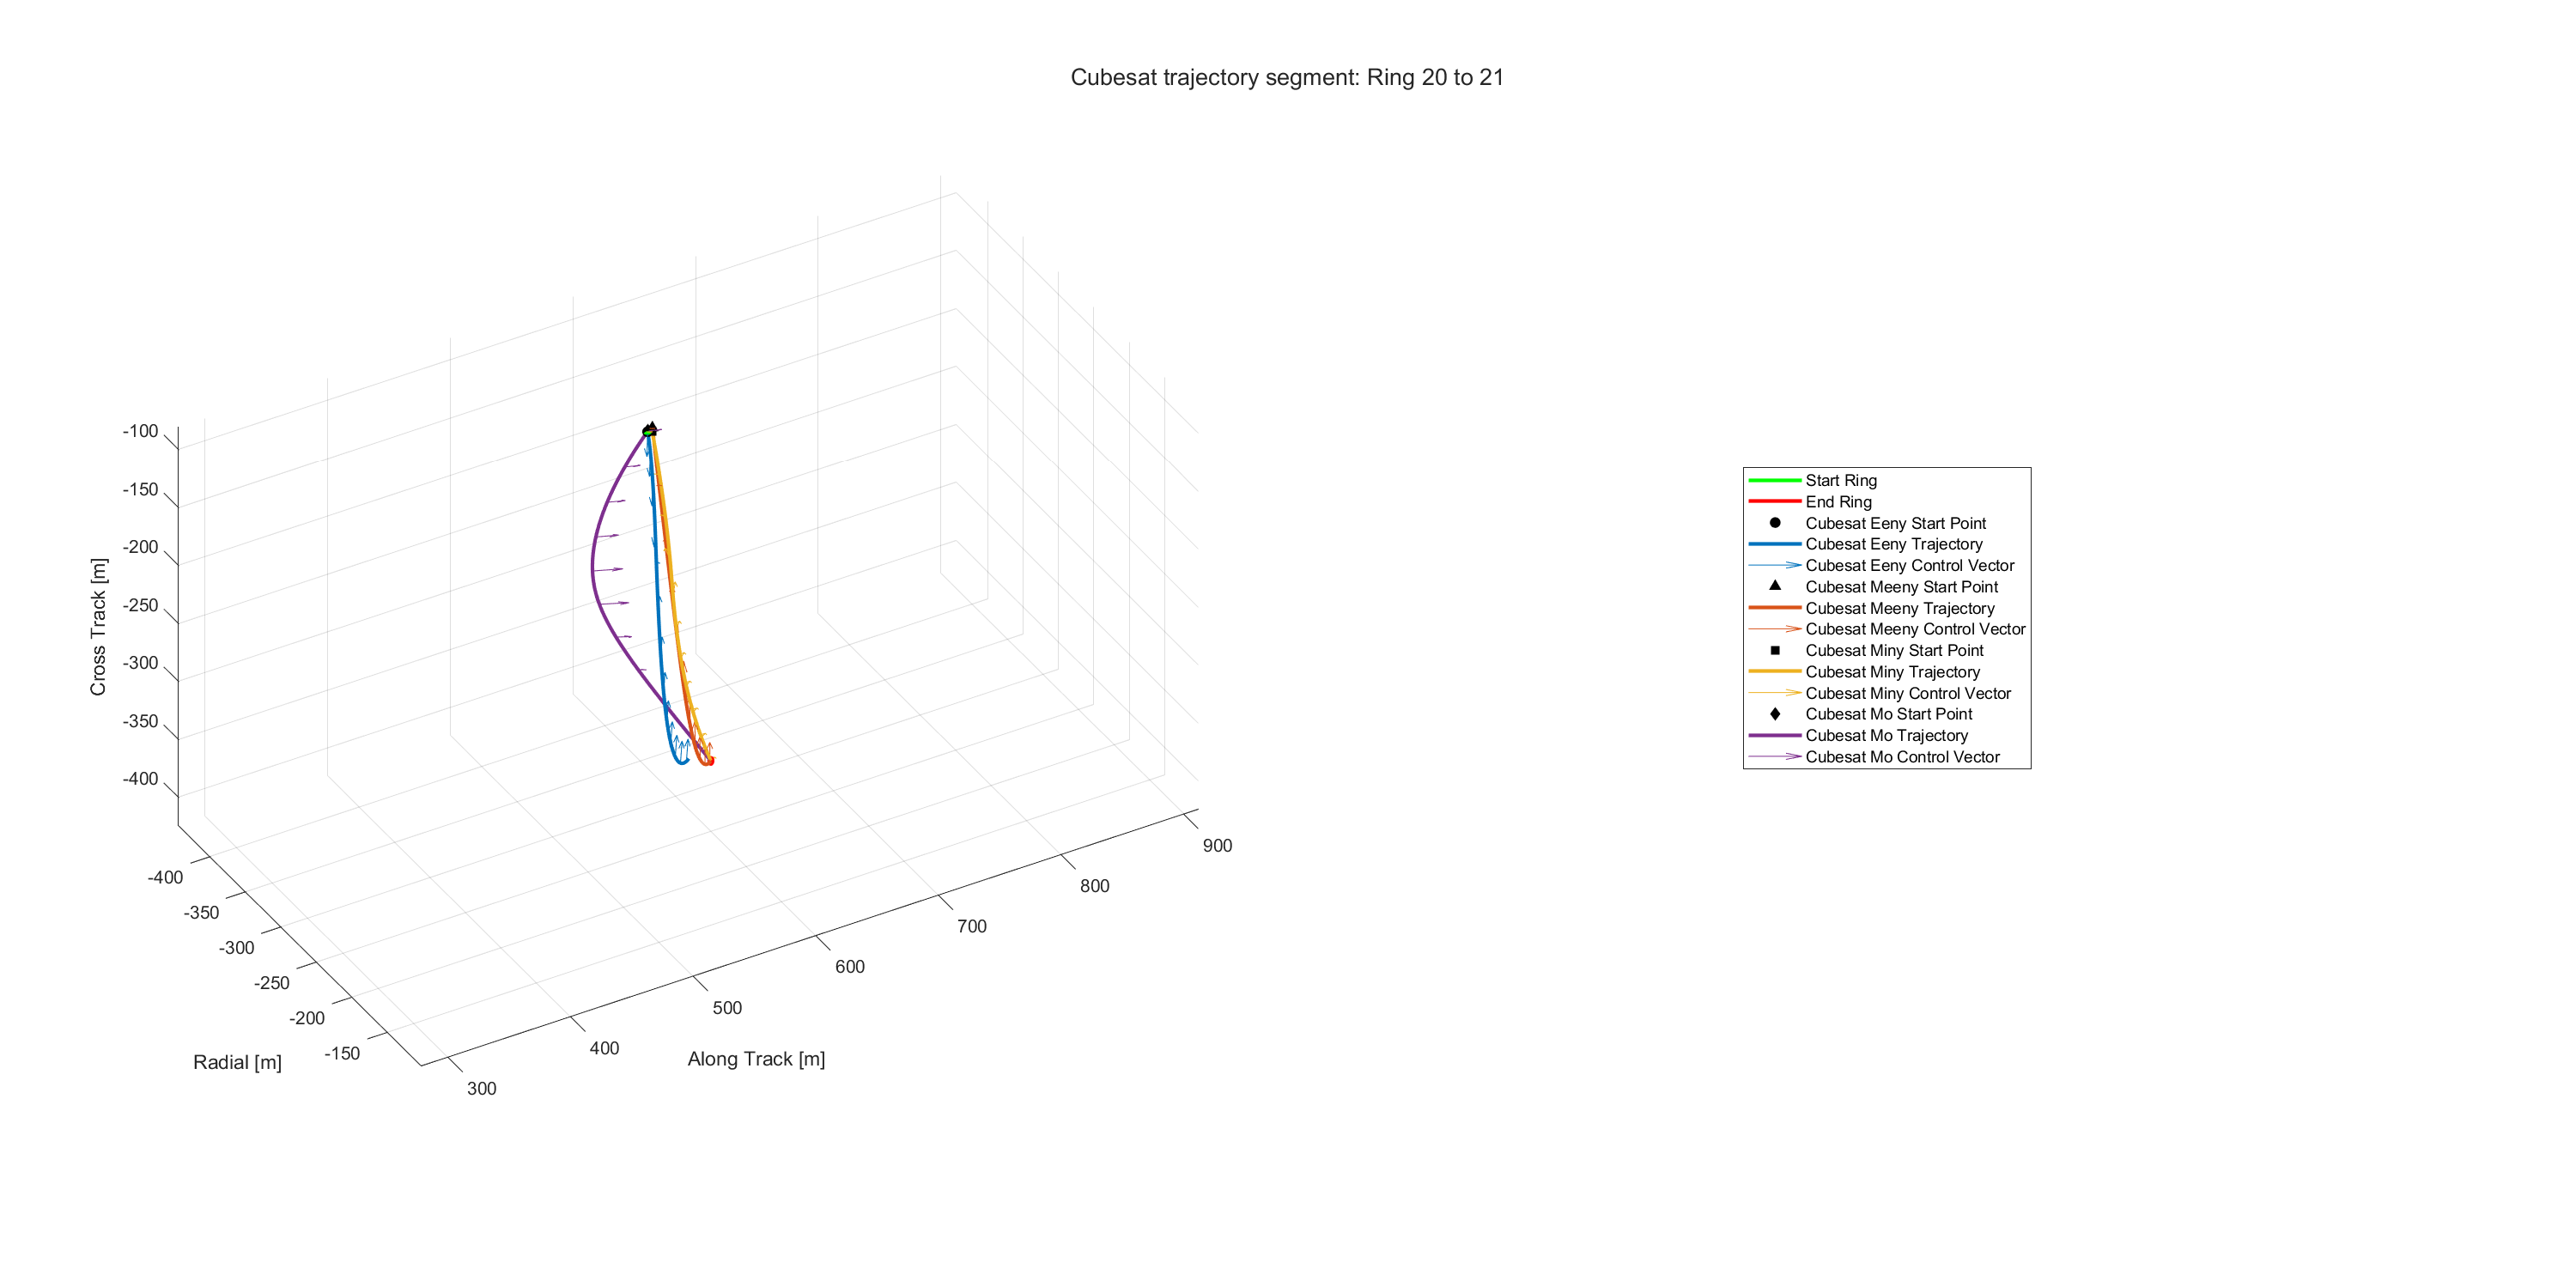 Cubesat trajectory segment: Ring 20 to 21
-100
-150
-200
-250
-300
-350
-400
Cross Track [m]
-400
-350
-300
-250
-200
-150
Radial [m]
300
400
500
600
700
800
900
Along Track [m]
Start Ring
End Ring
Cubesat Eeny Start Point
Cubesat Eeny Trajectory
Cubesat Eeny Control Vector
Cubesat Meeny Start Point
Cubesat Meeny Trajectory
Cubesat Meeny Control Vector
Cubesat Miny Start Point
Cubesat Miny Trajectory
Cubesat Miny Control Vector
Cubesat Mo Start Point
Cubesat Mo Trajectory
Cubesat Mo Control Vector